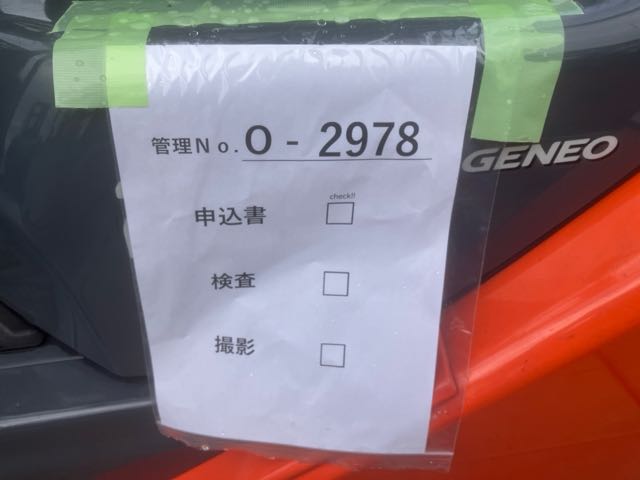 管理No. O - 2978
GENEO
check!!
申込書 □
検査 □
撮影 □